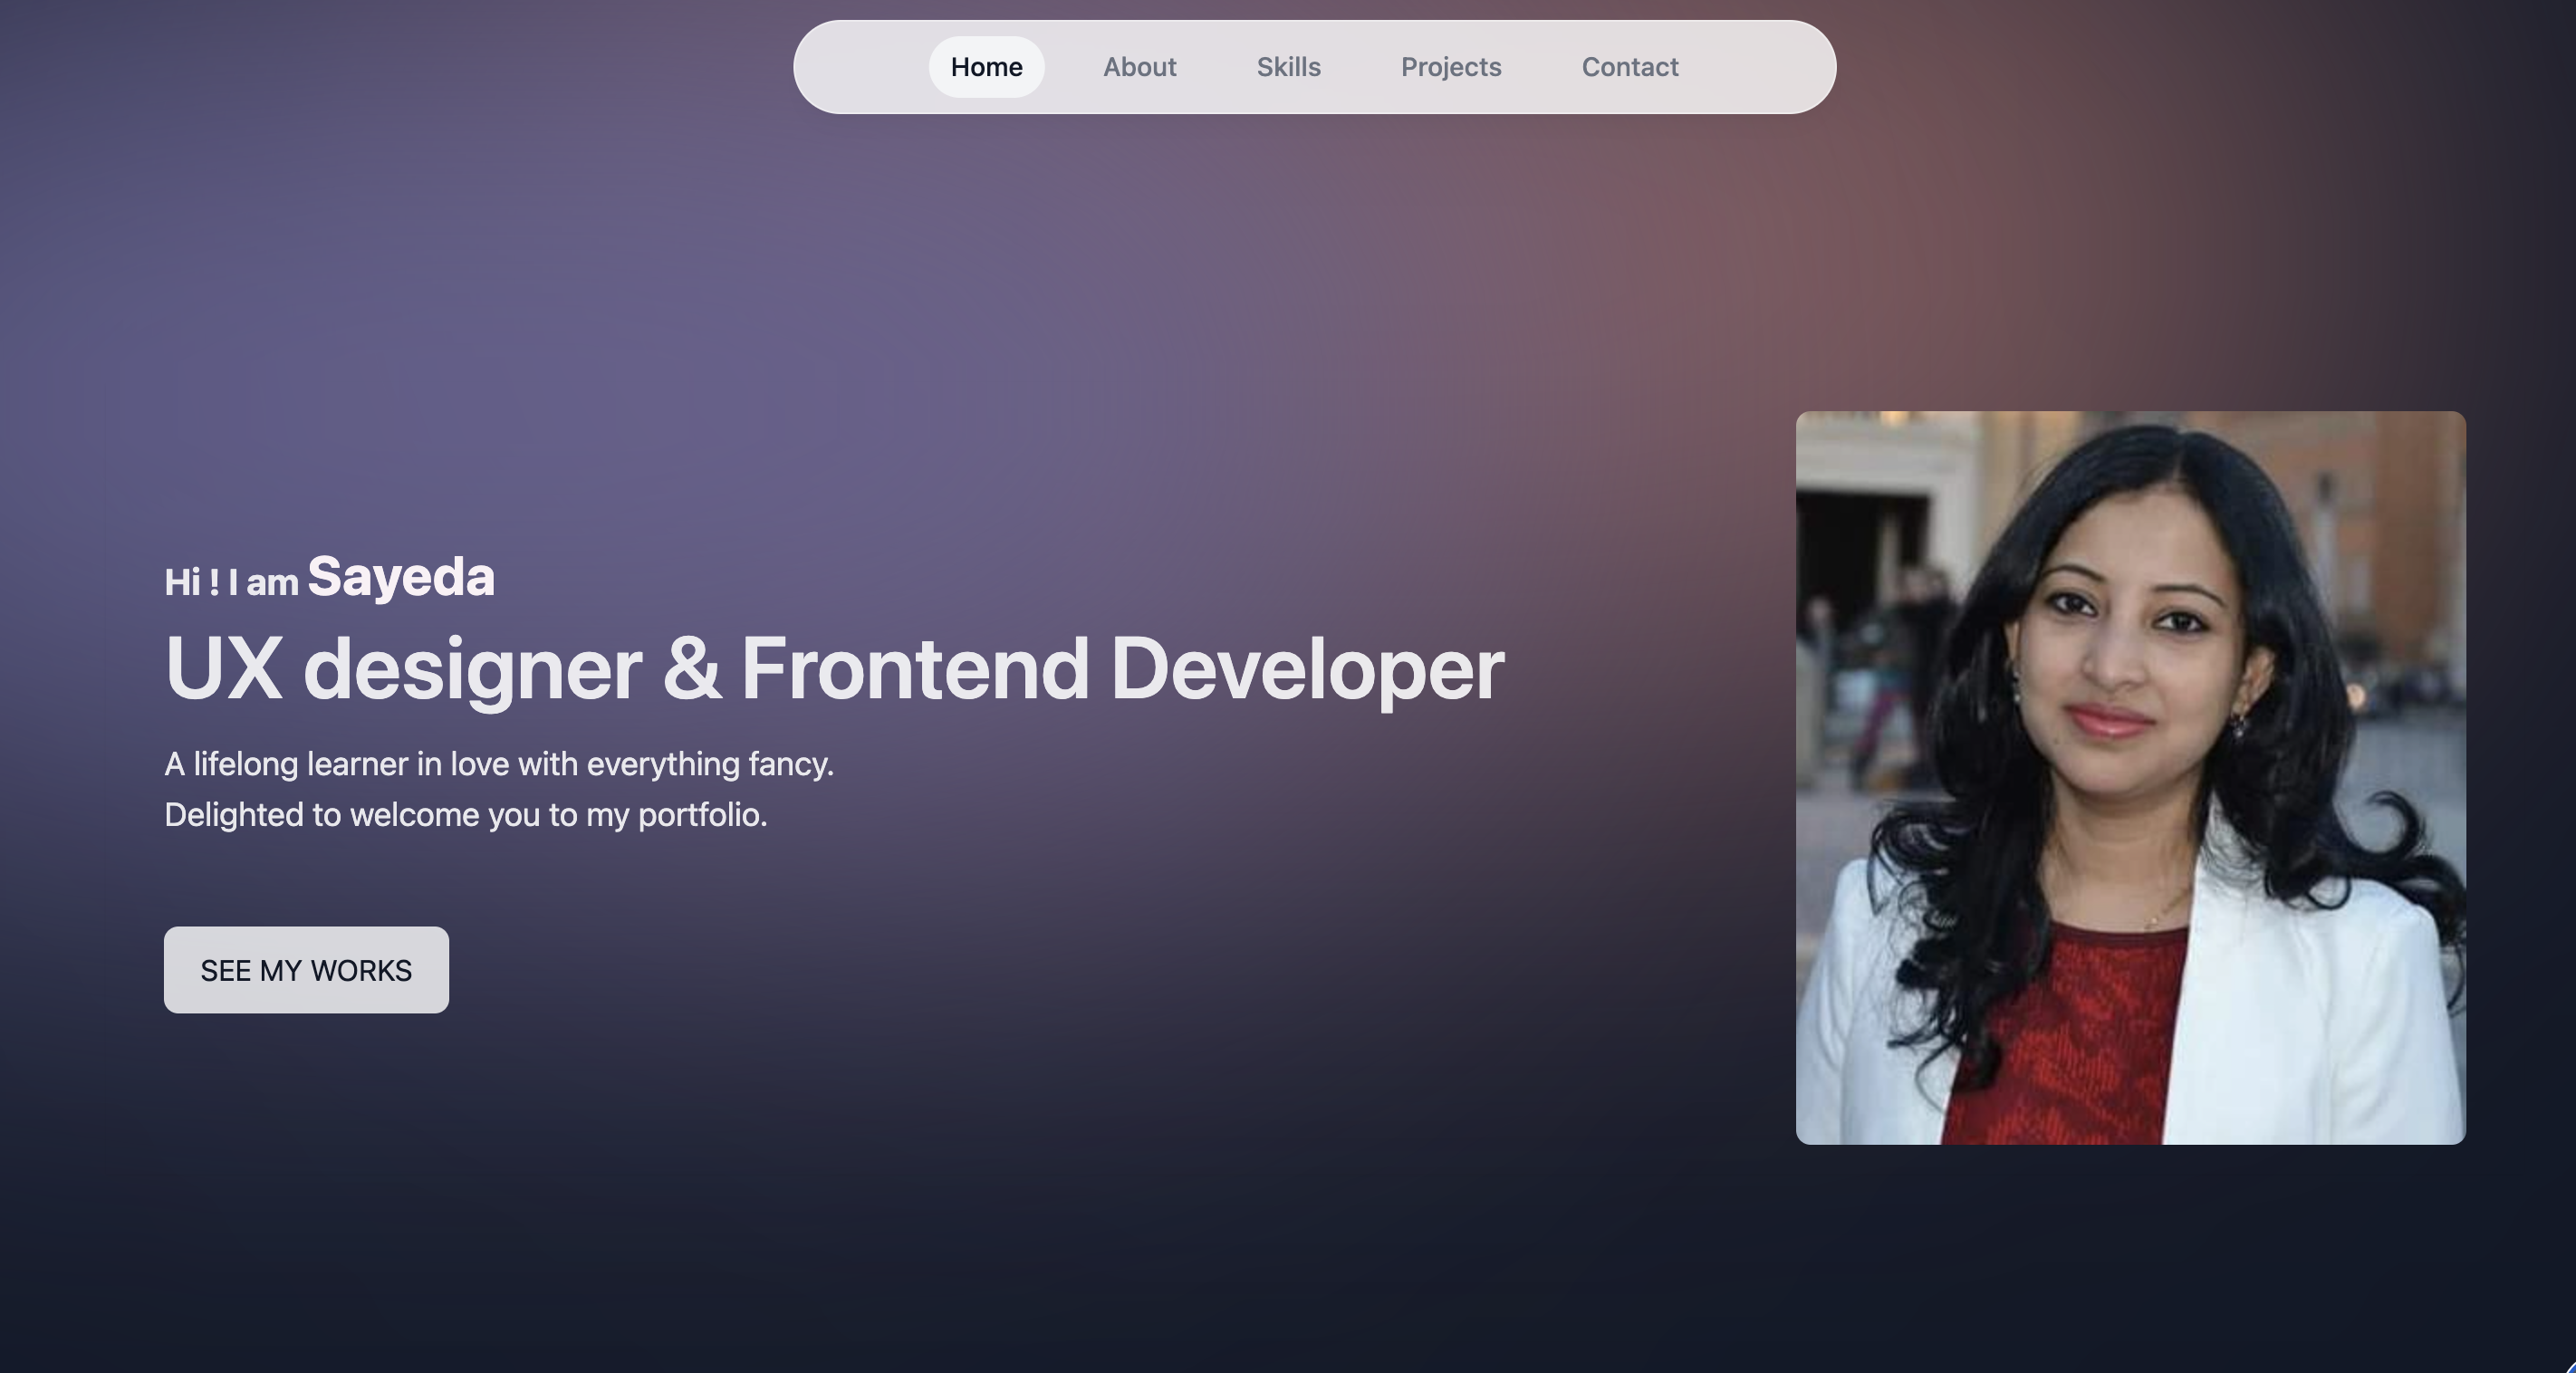 Home About Skills Projects Contact
Hi ! I am Sayeda
UX designer & Frontend Developer
A lifelong learner in love with everything fancy.
Delighted to welcome you to my portfolio.
SEE MY WORKS